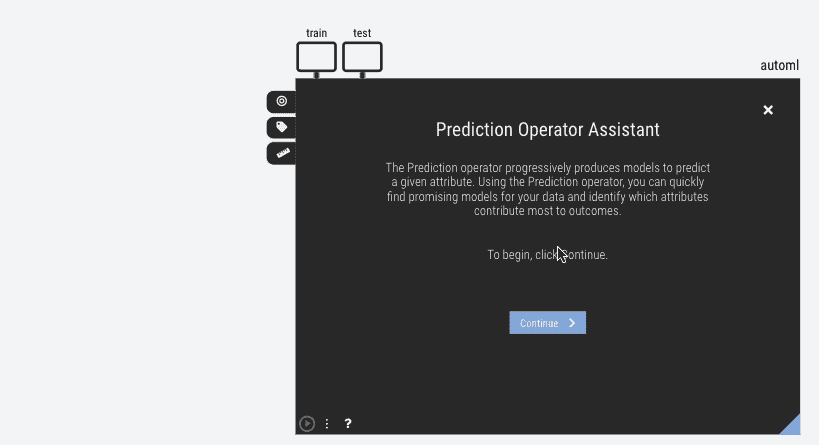 train test
automl
Prediction Operator Assistant
The Prediction operator progressively produces models to predict
a given attribute. Using the Prediction operator, you can quickly
find promising models for your data and identify which attributes
contribute most to outcomes.
To begin, click Continue.
Continue
?